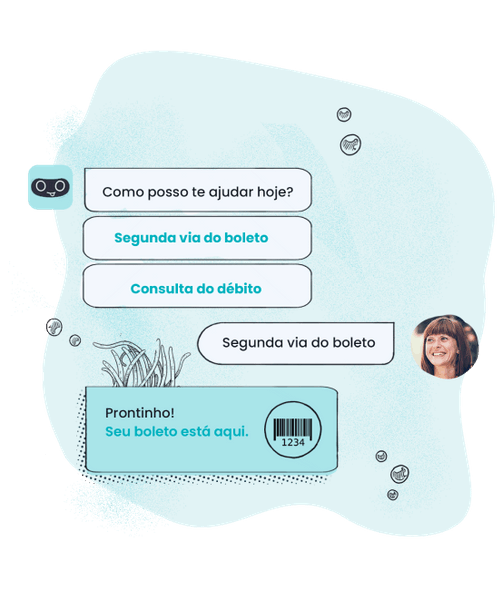 Como posso te ajudar hoje?
Segunda via do boleto
Consulta do débito
Segunda via do boleto
Prontinho!
Seu boleto está aqui.
1234